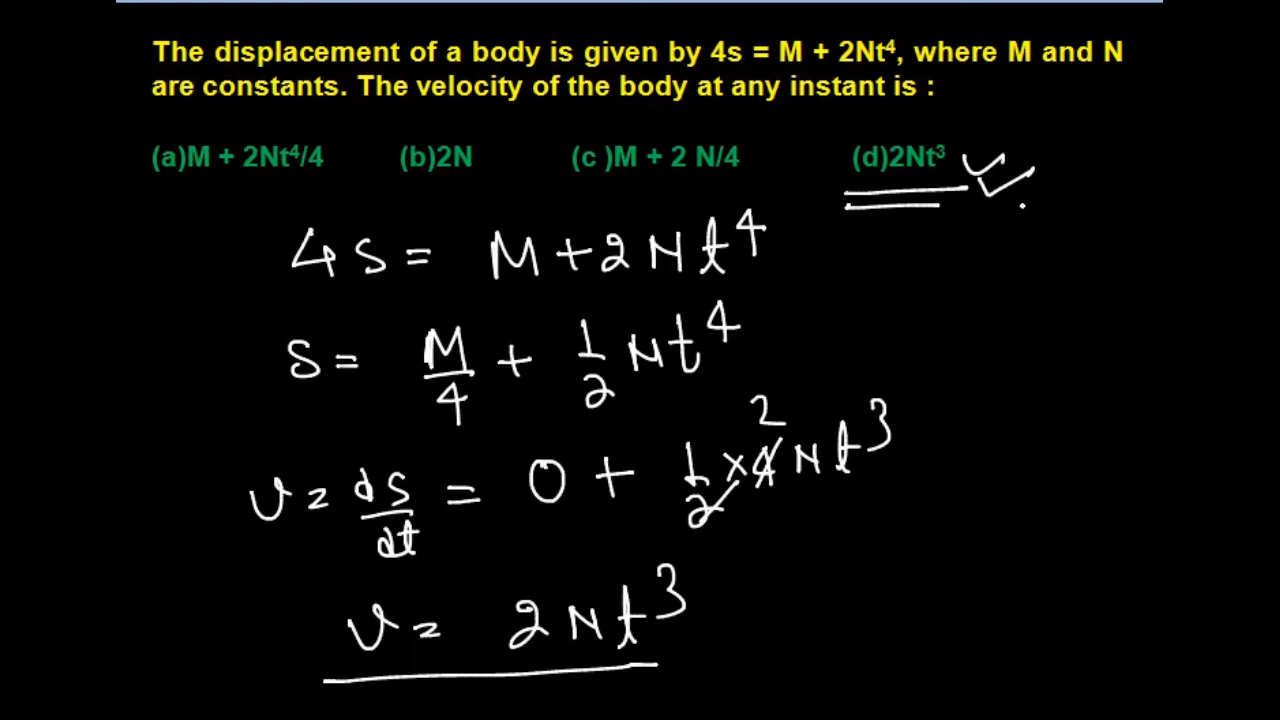 The displacement of a body is given by 4s = M + 2Nt⁴, where M and N
are constants. The velocity of the body at any instant is :
(a)M + 2Nt⁴/4 (b)2N (c )M + 2 N/4 (d)2Nt³
4s = M + 2Nt⁴
s = M/4 + 1/2 Nt⁴
v = ds/dt = 0 + 1/2 × 4 2 Nt³
v = 2Nt³